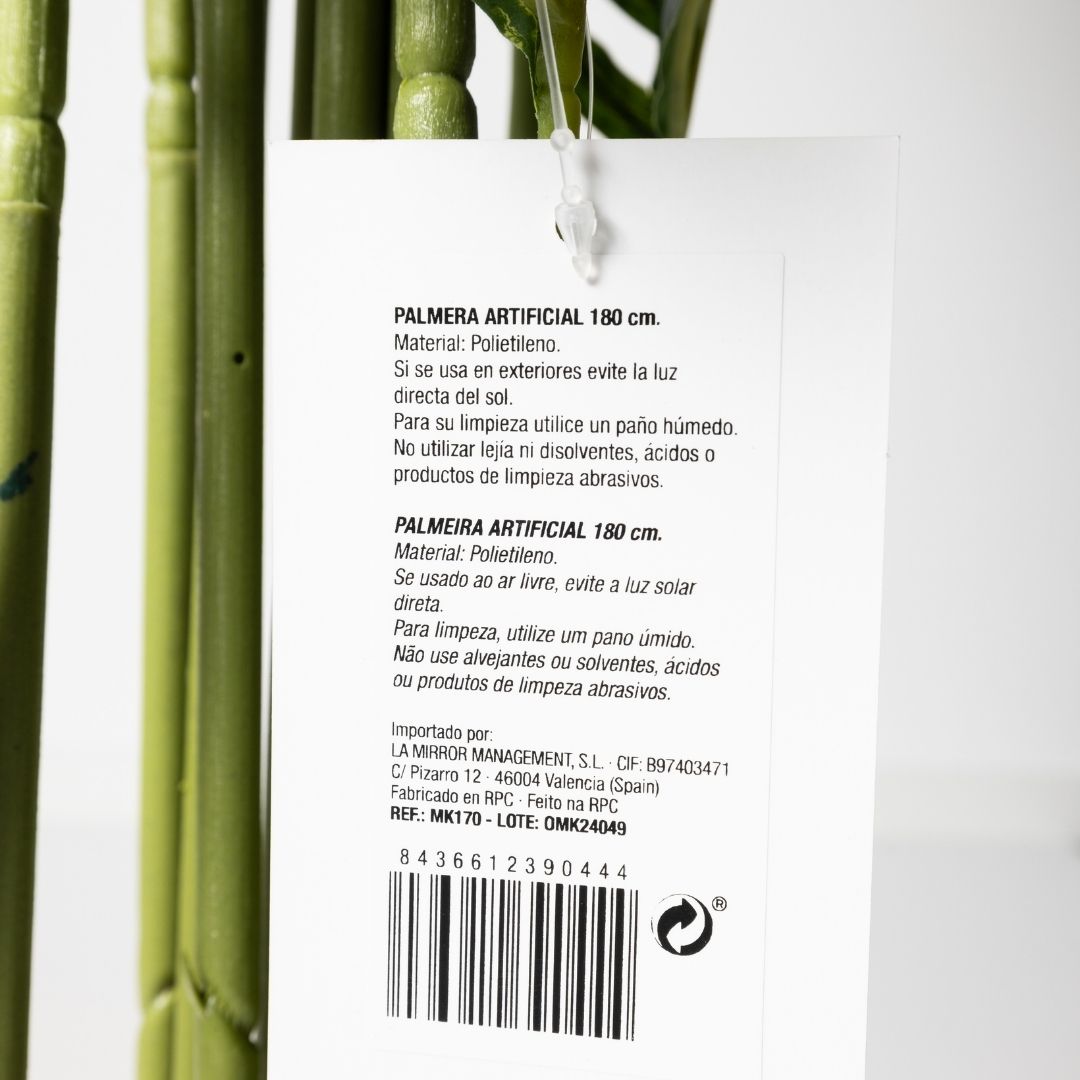 PALMERA ARTIFICIAL 180 cm.
Material: Polietileno.
Si se usa en exteriores evite la luz
directa del sol.
Para su limpieza utilice un paño húmedo.
No utilizar lejía ni disolventes, ácidos o
productos de limpieza abrasivos.
PALMEIRA ARTIFICIAL 180 cm.
Material: Polietileno.
Se usado ao ar livre, evite a luz solar
direta.
Para limpeza, utilize um pano úmido.
Não use alvejantes ou solventes, ácidos
ou produtos de limpeza abrasivos.
Importado por:
LA MIRROR MANAGEMENT, S.L. · CIF: B97403471
C/ Pizarro 12 · 46004 Valencia (Spain)
Fabricado en RPC · Feito na RPC
REF.: MK170 - LOTE: OMK24049
8436612390444
®